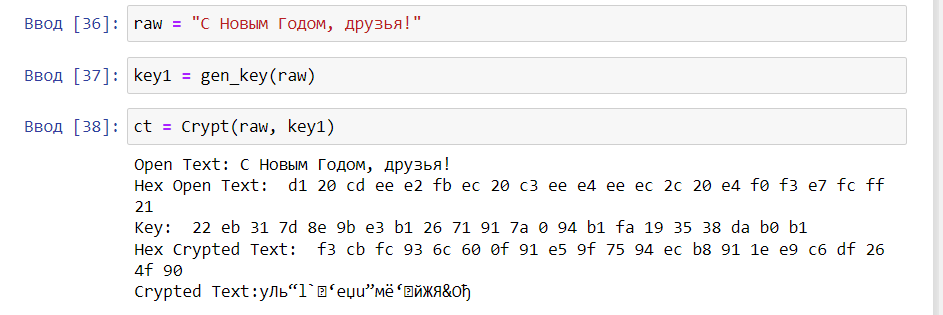 Ввод [36]: raw = "С Новым Годом, друзья!"
Ввод [37]: key1 = gen_key(raw)
Ввод [38]: ct = Crypt(raw, key1)
Open Text: С Новым Годом, друзья!
Hex Open Text:  d1 20 cd ee e2 fb ec 20 c3 ee e4 ee ec 2c 20 e4 f0 f3 e7 fc ff
21
Key:  22 eb 31 7d 8e 9b e3 b1 26 71 91 7a 0 94 b1 fa 19 35 38 da b0 b1
Hex Crypted Text:  f3 cb fc 93 6c 60 0f 91 e5 9f 75 94 ec b8 91 1e e9 c6 df 26
4f 90
Crypted Text:уЛь“l`‘еџu”мё‘йЖЯ&Oђ